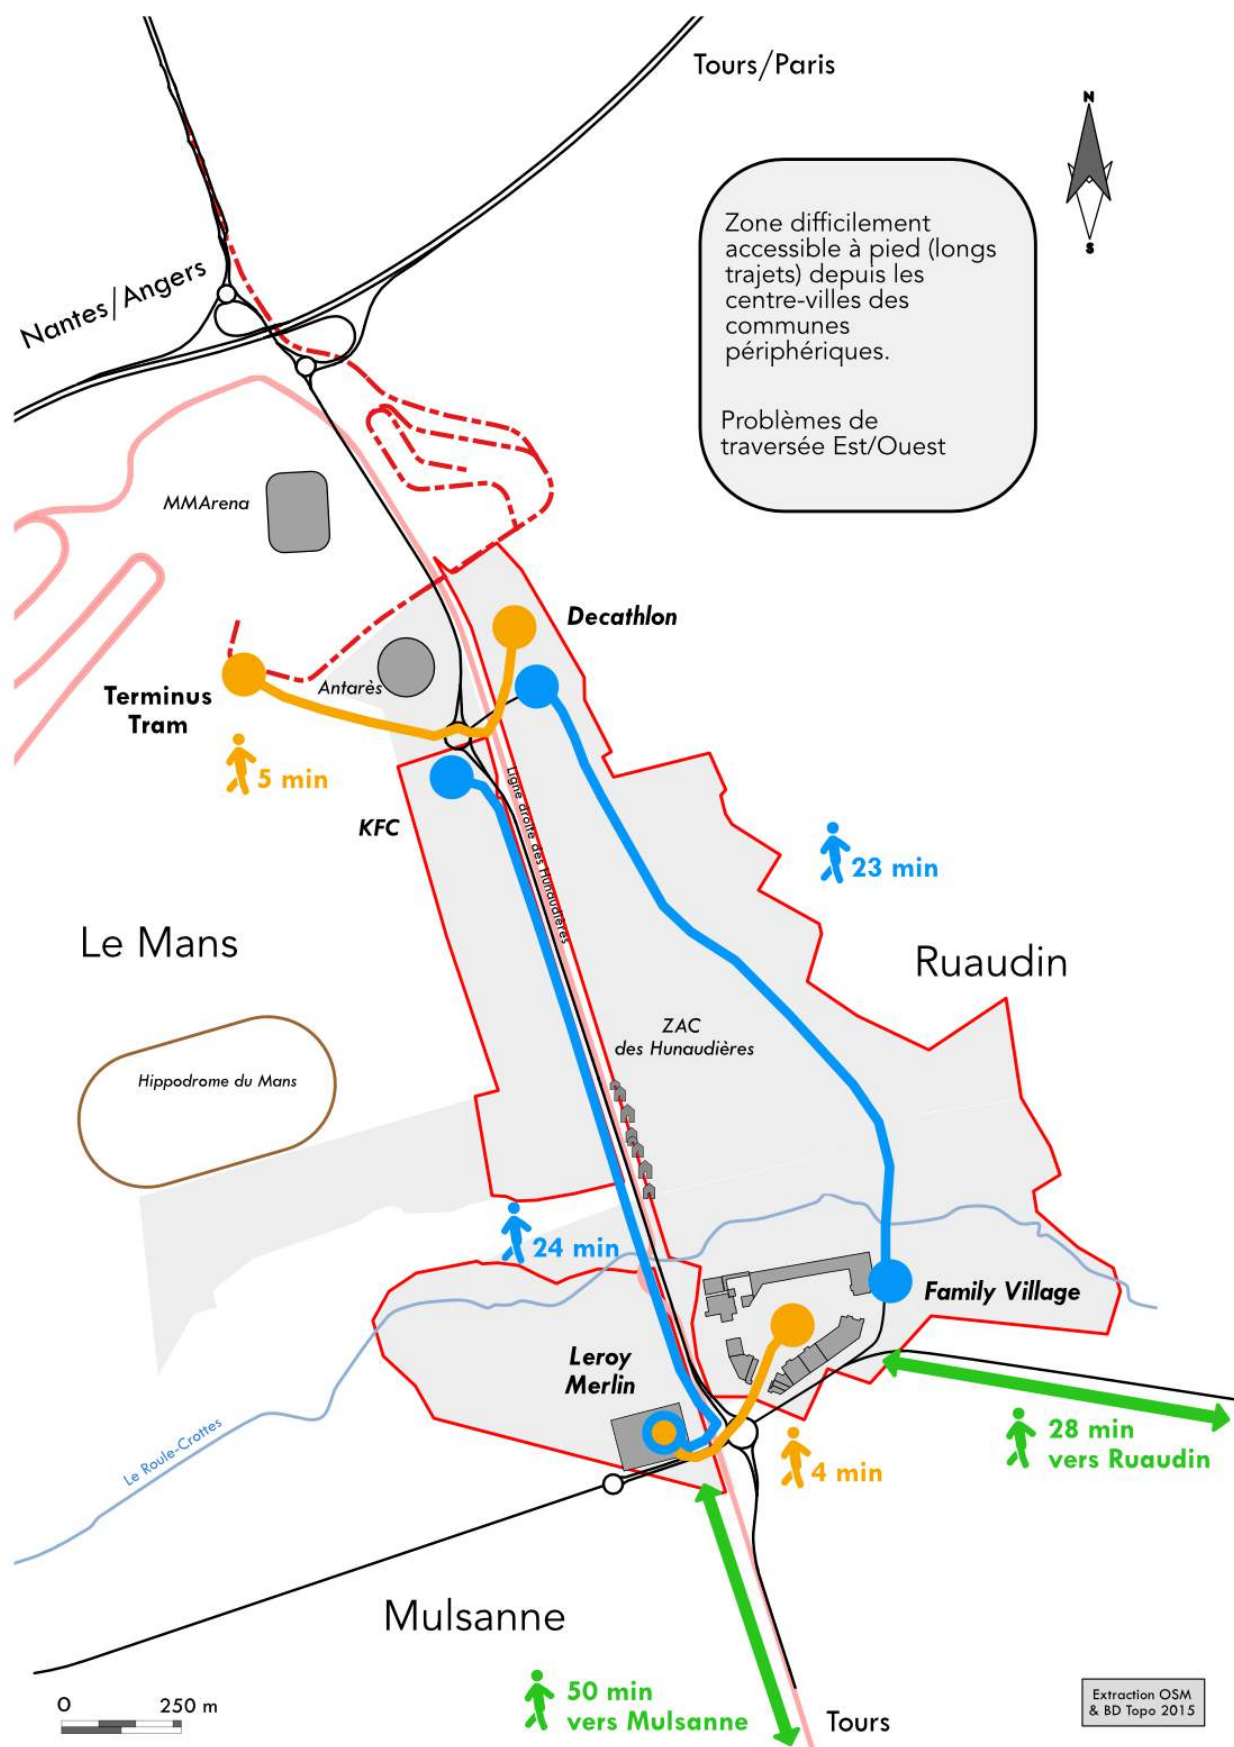 Tours/Paris
N
S
Nantes/Angers
Zone difficilement
accessible à pied (longs
trajets) depuis les
centre-villes des
communes
périphériques.
Problèmes de
traversée Est/Ouest
MMArena
Decathlon
Terminus
Tram
Antarès
5 min
KFC
Ligne droite des Hunaudières
23 min
Le Mans
Ruaudin
ZAC
des Hunaudières
Hippodrome du Mans
24 min
Family Village
Leroy
Merlin
Le Roule-Crottes
28 min
vers Ruaudin
4 min
Mulsanne
50 min
vers Mulsanne
0 250 m
Tours
Extraction OSM
& BD Topo 2015